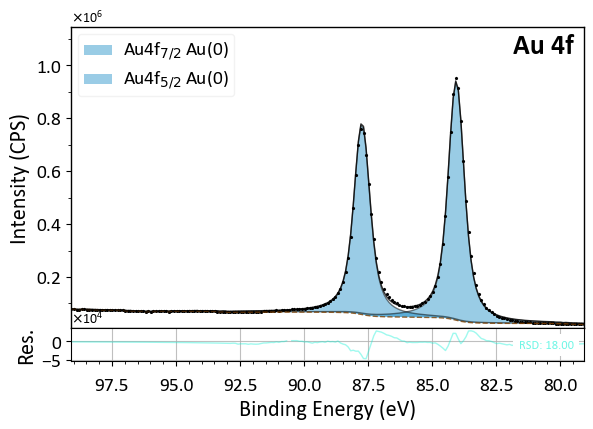 ×10⁶
Au 4f
Au4f₇/₂ Au(0)
Au4f₅/₂ Au(0)
Intensity (CPS)
1.0
0.8
0.6
0.4
0.2
×10⁴
Res.
0
−5
RSD: 18.00
97.5 95.0 92.5 90.0 87.5 85.0 82.5 80.0
Binding Energy (eV)